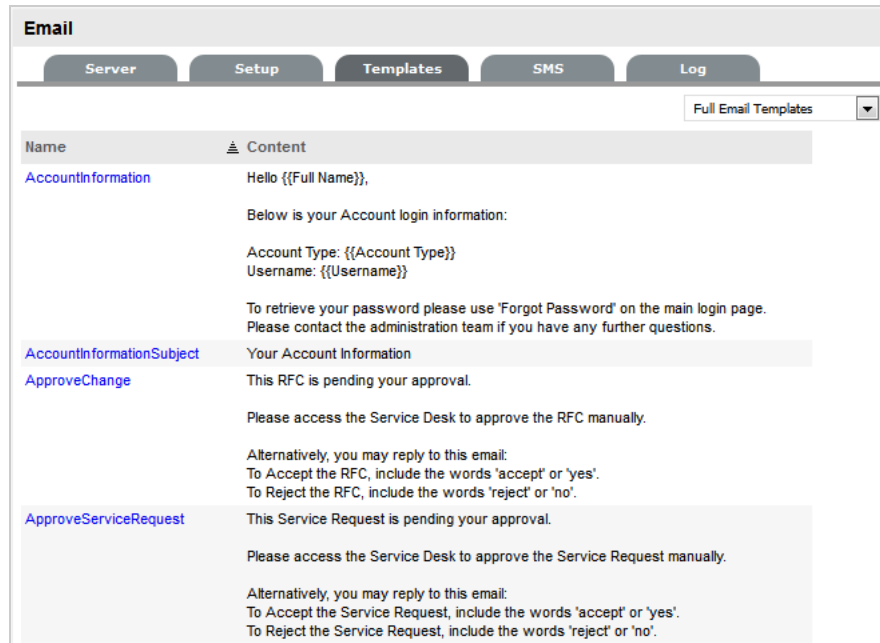 Email
Server Setup Templates SMS Log
Full Email Templates
Name Content
AccountInformation Hello {{Full Name}},
Below is your Account login information:
Account Type: {{Account Type}}
Username: {{Username}}
To retrieve your password please use 'Forgot Password' on the main login page.
Please contact the administration team if you have any further questions.
AccountInformationSubject Your Account Information
ApproveChange This RFC is pending your approval.
Please access the Service Desk to approve the RFC manually.
Alternatively, you may reply to this email:
To Accept the RFC, include the words 'accept' or 'yes'.
To Reject the RFC, include the words 'reject' or 'no'.
ApproveServiceRequest This Service Request is pending your approval.
Please access the Service Desk to approve the Service Request manually.
Alternatively, you may reply to this email:
To Accept the Service Request, include the words 'accept' or 'yes'.
To Reject the Service Request, include the words 'reject' or 'no'.